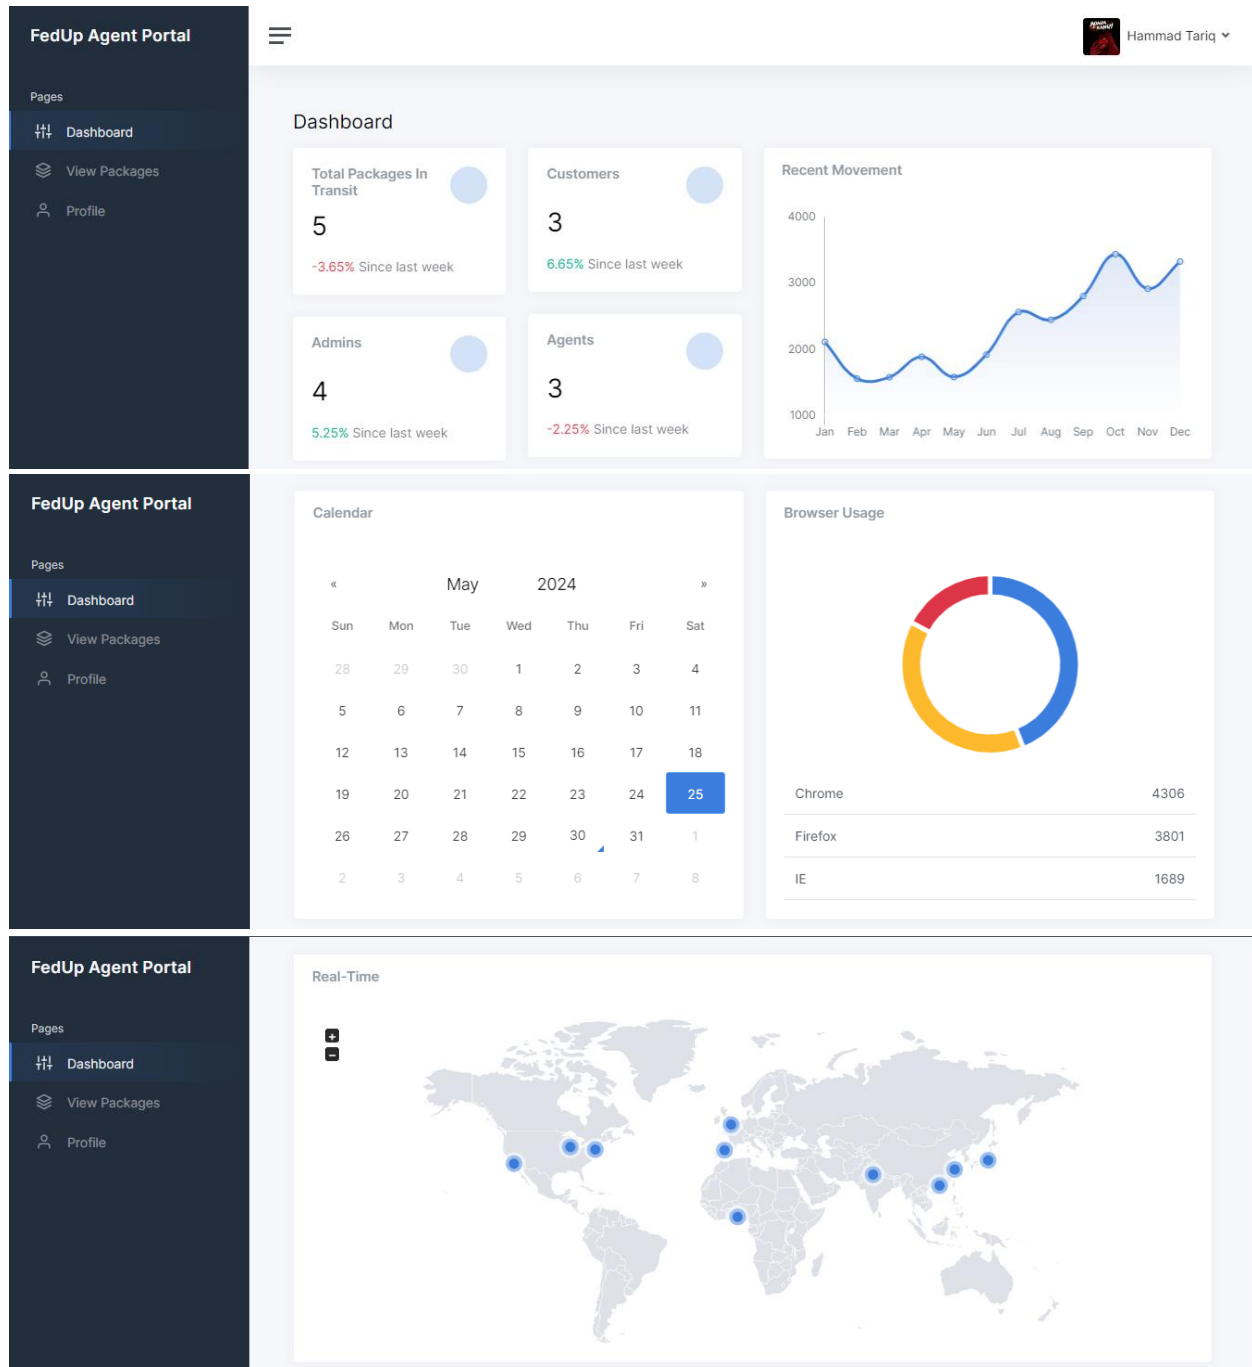 FedUp Agent Portal
Hammad Tariq
Pages
Dashboard
View Packages
Profile
Dashboard
Total Packages In
Transit
5
-3.65% Since last week
Customers
3
6.65% Since last week
Admins
4
5.25% Since last week
Agents
3
-2.25% Since last week
Recent Movement
4000
3000
2000
1000
Jan Feb Mar Apr May Jun Jul Aug Sep Oct Nov Dec
FedUp Agent Portal
Pages
Dashboard
View Packages
Profile
Calendar
« May 2024 »
Sun Mon Tue Wed Thu Fri Sat
28 29 30 1 2 3 4
5 6 7 8 9 10 11
12 13 14 15 16 17 18
19 20 21 22 23 24 25
26 27 28 29 30 31 1
2 3 4 5 6 7 8
Browser Usage
Chrome 4306
Firefox 3801
IE 1689
FedUp Agent Portal
Pages
Dashboard
View Packages
Profile
Real-Time
+
−